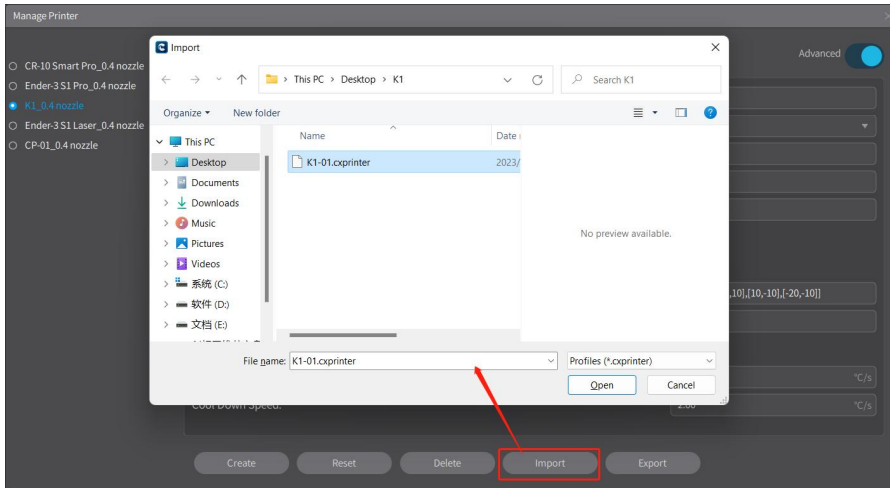 Manage Printer
Advanced
CR-10 Smart Pro_0.4 nozzle
Ender-3 S1 Pro_0.4 nozzle
K1_0.4 nozzle
Ender-3 S1 Laser_0.4 nozzle
CP-01_0.4 nozzle
Import
This PC > Desktop > K1
Search K1
Organize
New folder
Name
Date
This PC
Desktop
Documents
Downloads
Music
Pictures
Videos
系统 (C:)
软件 (D:)
文档 (E:)
K1-01.cxprinter
2023/
No preview available.
File name:
K1-01.cxprinter
Profiles (*.cxprinter)
Open
Cancel
,10],[10,-10],[-20,-10]]
°C/s
Cool Down Speed:
2.00
°C/s
Create
Reset
Delete
Import
Export